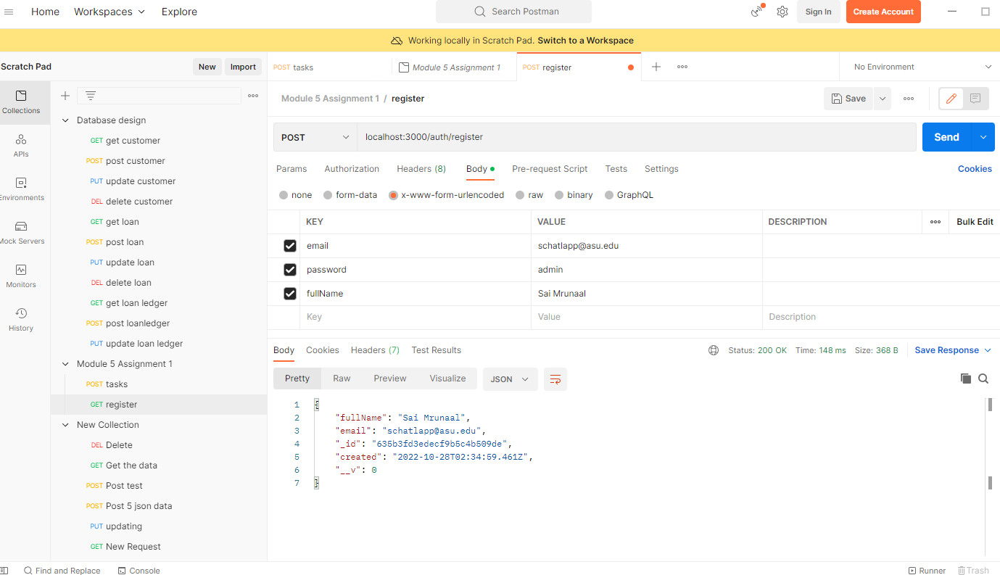 Home Workspaces Explore Search Postman Sign In Create Account
Working locally in Scratch Pad. Switch to a Workspace
Scratch Pad New Import
POST tasks Module 5 Assignment 1 POST register No Environment
Collections
APIs
Environments
Mock Servers
Monitors
History
Database design
GET get customer
POST post customer
PUT update customer
DEL delete customer
GET get loan
POST post loan
PUT update loan
DEL delete loan
GET get loan ledger
POST post loanledger
PUT update loan ledger
Module 5 Assignment 1
POST tasks
GET register
New Collection
DEL Delete
GET Get the data
POST Post test
POST Post 5 json data
PUT updating
GET New Request
Module 5 Assignment 1 / register Save
POST localhost:3000/auth/register Send
Params Authorization Headers (8) Body Pre-request Script Tests Settings Cookies
none form-data x-www-form-urlencoded raw binary GraphQL
KEY VALUE DESCRIPTION Bulk Edit
email schatlapp@asu.edu
password admin
fullName Sai Mrunaal
Key Value Description
Body Cookies Headers (7) Test Results Status: 200 OK Time: 148 ms Size: 368 B Save Response
Pretty Raw Preview Visualize JSON
1 {
2 "fullName": "Sai Mrunaal",
3 "email": "schatlapp@asu.edu",
4 "_id": "635b3fd3edecf9b5c4b509de",
5 "created": "2022-10-28T02:34:59.461Z",
6 "__v": 0
7 }
Find and Replace Console Runner Trash